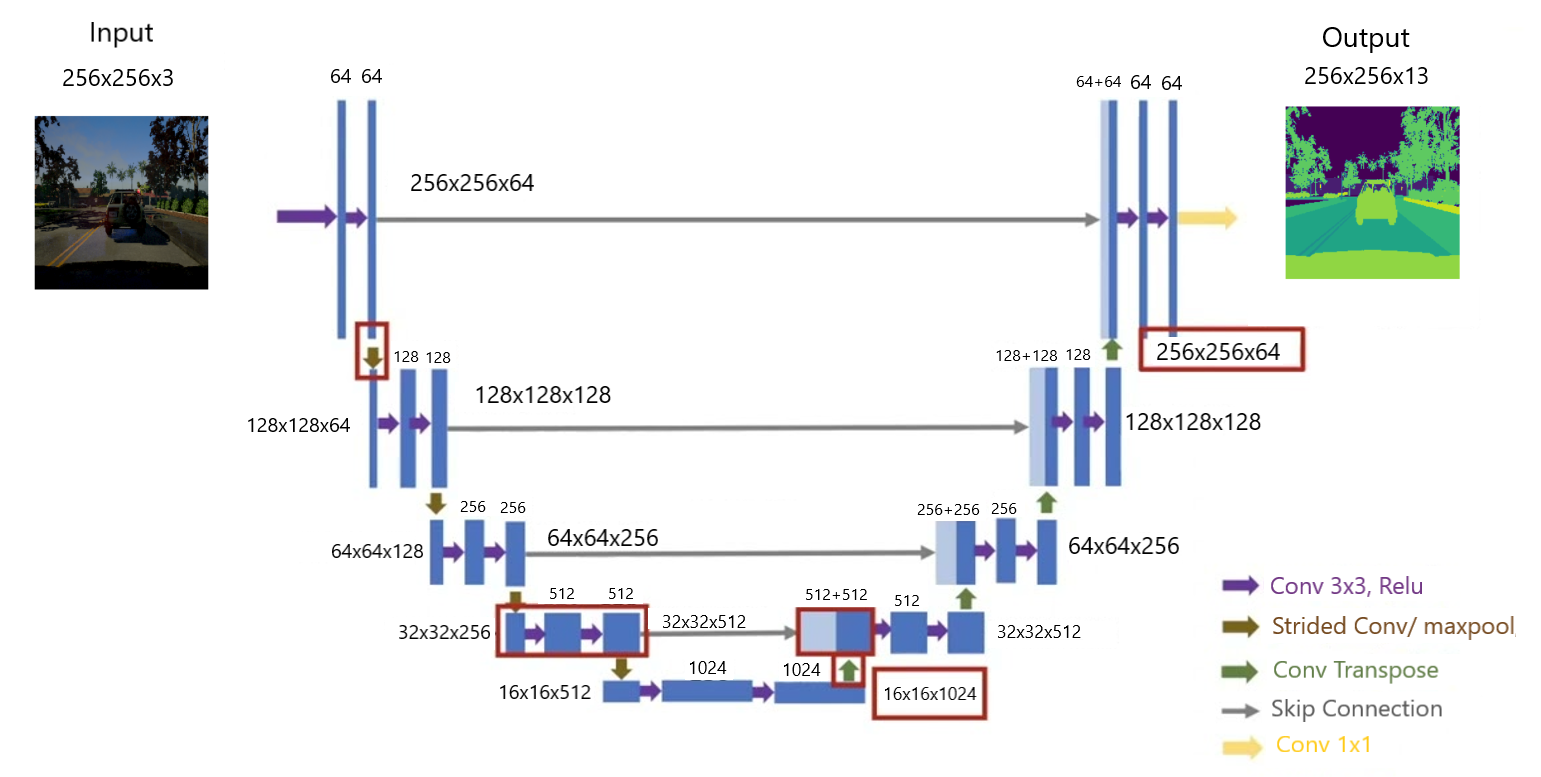 Input
256x256x3
Output
256x256x13
64 64
64+64 64 64
256x256x64
256x256x64
128 128
128+128 128
128x128x128
128x128x64
128x128x128
256 256
256+256 256
64x64x128
64x64x256
64x64x256
512 512
512+512 512
32x32x256
32x32x512
32x32x512
1024 1024
16x16x512
16x16x1024
Conv 3x3, Relu
Strided Conv/ maxpool,
Conv Transpose
Skip Connection
Conv 1x1